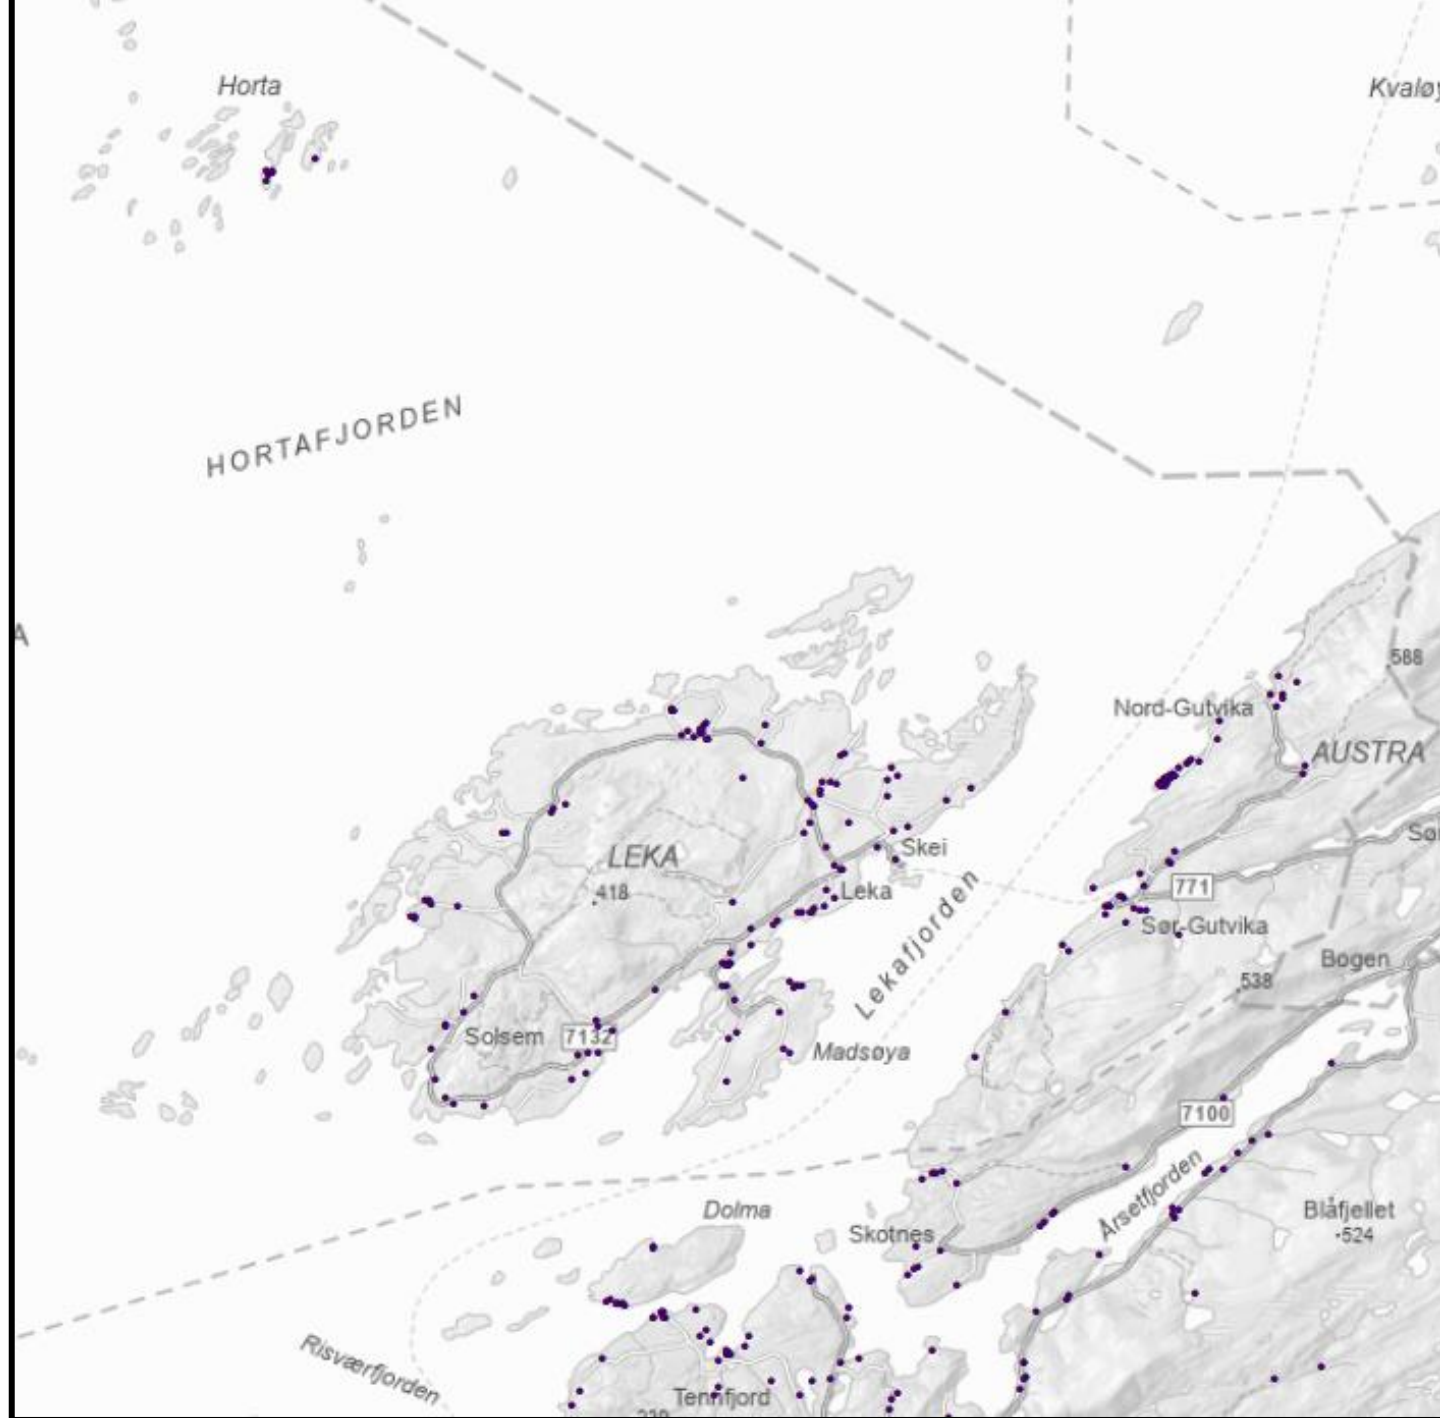 Horta
Kvaløy
HORTAFJORDEN
A
588
Nord-Gutvika
AUSTRA
Sø
LEKA
Skei
418
Leka
771
Sør-Gutvika
Lekafjorden
Bogen
538
Solsem
7132
Madsøya
7100
Årsetfjorden
Dolma
Blåfjellet
524
Skotnes
Risværfjorden
Tennfjord